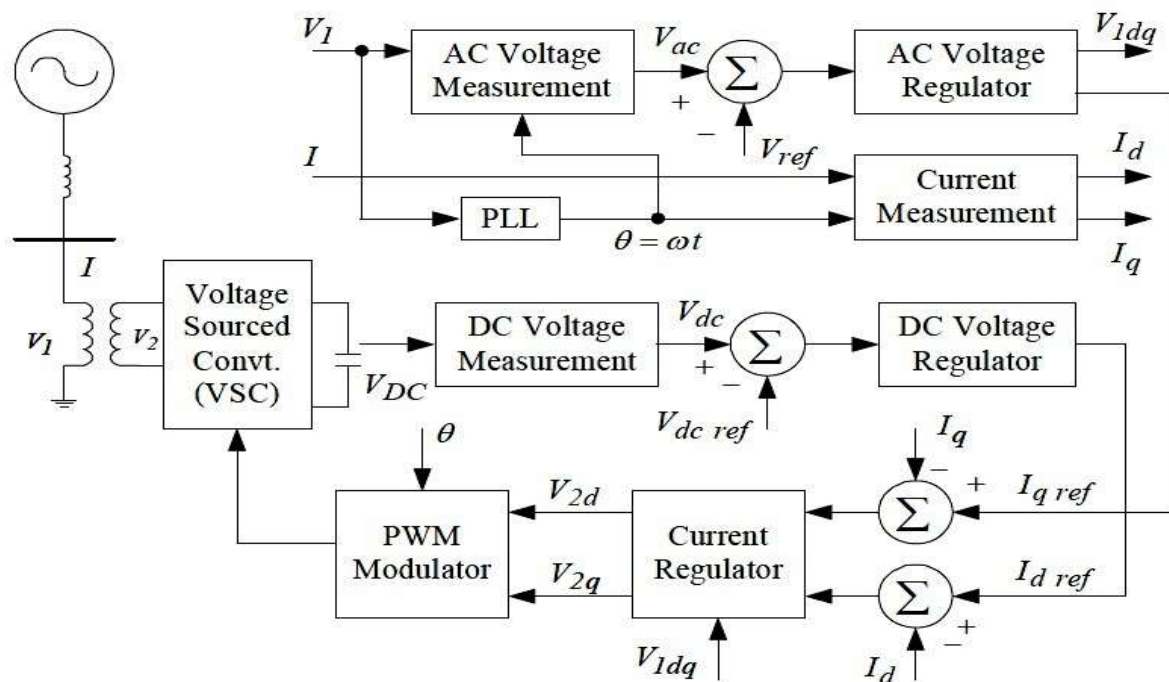 V1
AC Voltage
Measurement
Vac
+
−
Σ
Vref
AC Voltage
Regulator
V1dq
I
PLL
θ = ωt
Current
Measurement
Id
Iq
I
v1
v2
Voltage
Sourced
Convt.
(VSC)
VDC
DC Voltage
Measurement
Vdc
+
−
Σ
Vdc ref
DC Voltage
Regulator
θ
PWM
Modulator
V2d
V2q
Current
Regulator
V1dq
Iq
−
+
Σ
Iq ref
Σ
Id ref
+
−
Id